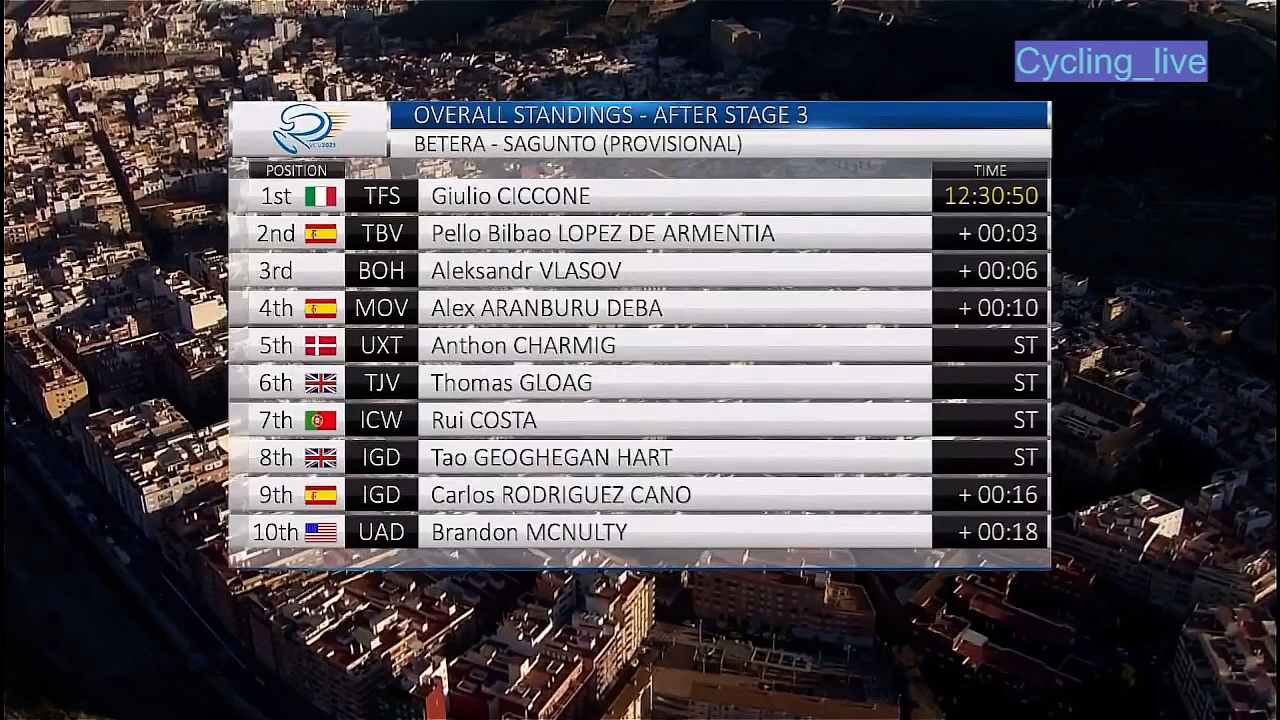 Cycling_live
OVERALL STANDINGS - AFTER STAGE 3
BETERA - SAGUNTO (PROVISIONAL)
POSITION TIME
1st TFS Giulio CICCONE 12:30:50
2nd TBV Pello Bilbao LOPEZ DE ARMENTIA + 00:03
3rd BOH Aleksandr VLASOV + 00:06
4th MOV Alex ARANBURU DEBA + 00:10
5th UXT Anthon CHARMIG ST
6th TJV Thomas GLOAG ST
7th ICW Rui COSTA ST
8th IGD Tao GEOGHEGAN HART ST
9th IGD Carlos RODRIGUEZ CANO + 00:16
10th UAD Brandon MCNULTY + 00:18